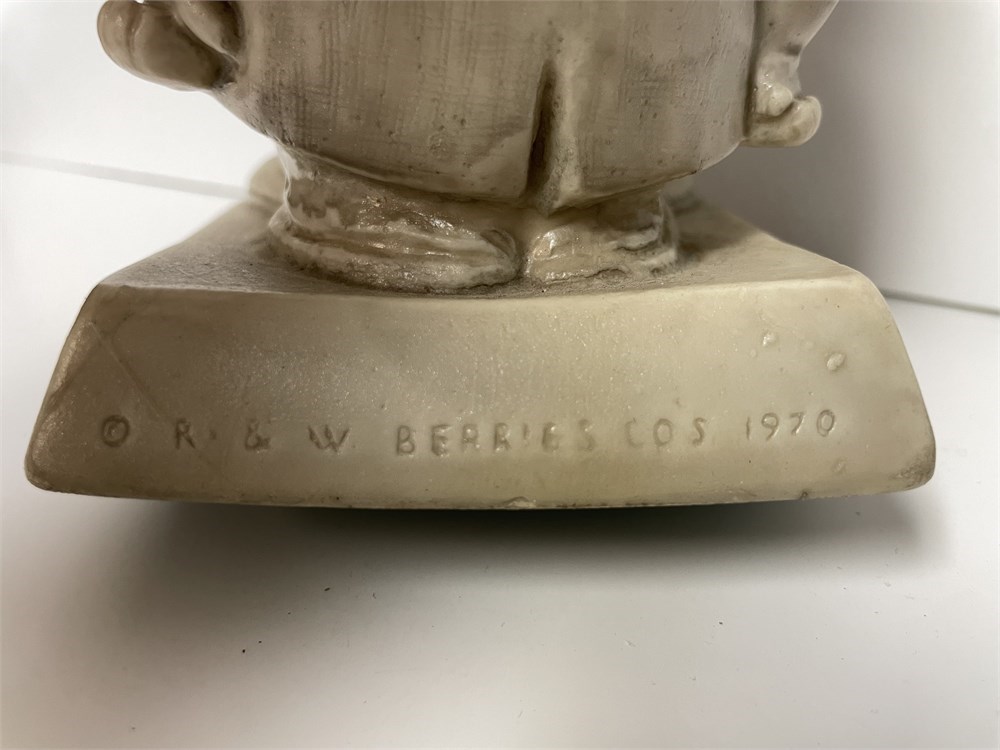 © R. & W. BERRIES COS 1970